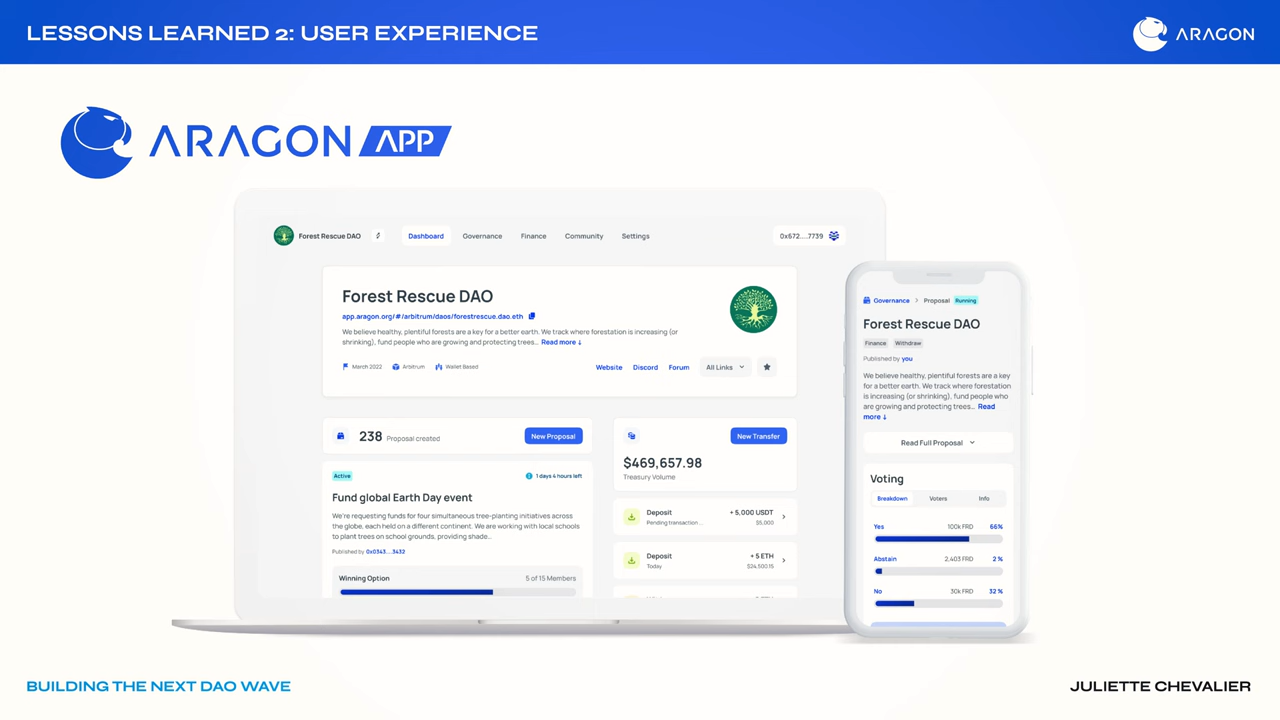 LESSONS LEARNED 2: USER EXPERIENCE
ARAGON
ARAGON APP
Forest Rescue DAO
Dashboard
Governance
Finance
Community
Settings
0x672....7739
Forest Rescue DAO
app.aragon.org/#/arbitrum/daos/forestrescue.dao.eth
We believe healthy, plentiful forests are a key for a better earth. We track where forestation is increasing (or
shrinking), fund people who are growing and protecting trees... Read more ↓
March 2022
Arbitrum
Wallet Based
Website
Discord
Forum
All Links
238 Proposal created
New Proposal
Active
1 days 4 hours left
Fund global Earth Day event
We're requesting funds for four simultaneous tree-planting initiatives across
the globe, each held on a different continent. We are working with local schools
to plant trees on school grounds, providing shade..
Published by 0x0343....3432
Winning Option
5 of 15 Members
New Transfer
$469,657.98
Treasury Volume
Deposit
+ 5,000 USDT
Pending transaction...
$5,000
Deposit
+ 5 ETH
Today
$24,500.15
Governance > Proposal Running
Forest Rescue DAO
Finance
Withdraw
Published by you
We believe healthy, plentiful forests are a key
for a better earth. We track where forestation
is increasing (or shrinking), fund people who
are growing and protecting trees... Read
more ↓
Read Full Proposal
Voting
Breakdown
Voters
Info
Yes
100k FRD
66%
Abstain
2,403 FRD
2 %
No
30k FRD
32 %
BUILDING THE NEXT DAO WAVE
JULIETTE CHEVALIER